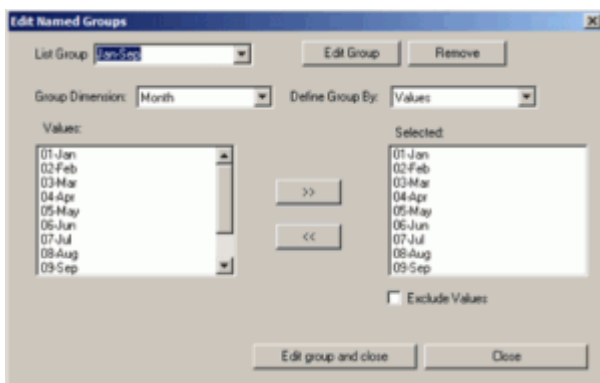 Edit Named Groups
List Group Jan-Sep Edit Group Remove
Group Dimension: Month Define Group By: Values
Values:
01-Jan
02-Feb
03-Mar
04-Apr
05-May
06-Jun
07-Jul
08-Aug
09-Sep
>>
<<
Selected:
01-Jan
02-Feb
03-Mar
04-Apr
05-May
06-Jun
07-Jul
08-Aug
09-Sep
Exclude Values
Edit group and close Close